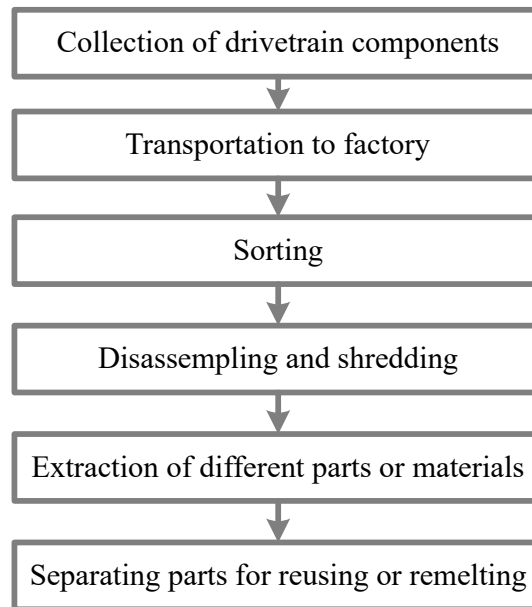 Collection of drivetrain components
Transportation to factory
Sorting
Disassempling and shredding
Extraction of different parts or materials
Separating parts for reusing or remelting